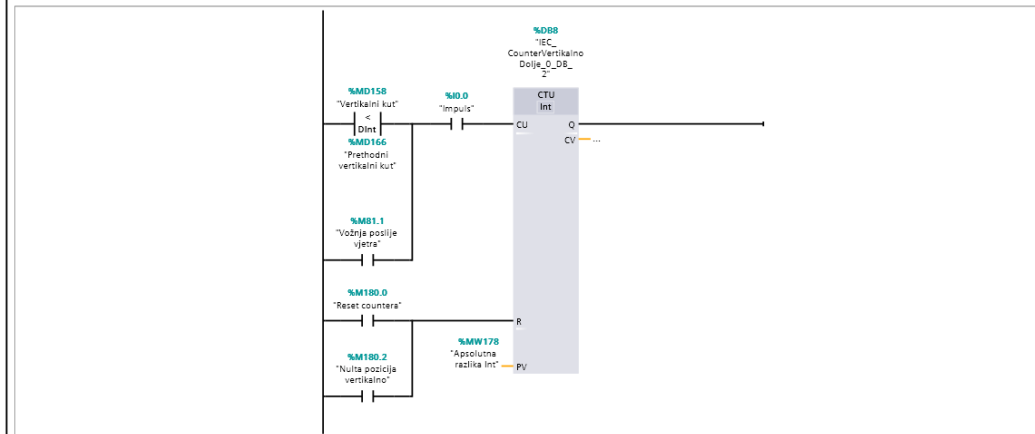 %DB8
"IEC_
CounterVertikalno
Dolje_0_DB_
2"
CTU
Int
%MD158
"Vertikalni kut"
<
DInt
%MD166
"Prethodni
vertikalni kut"
%I0.0
"Impuls"
CU
Q
CV
...
%M81.1
"Vožnja poslije
vjetra"
%M180.0
"Reset countera"
R
%M180.2
"Nulta pozicija
vertikalno"
%MW178
"Apsolutna
razlika Int"
PV